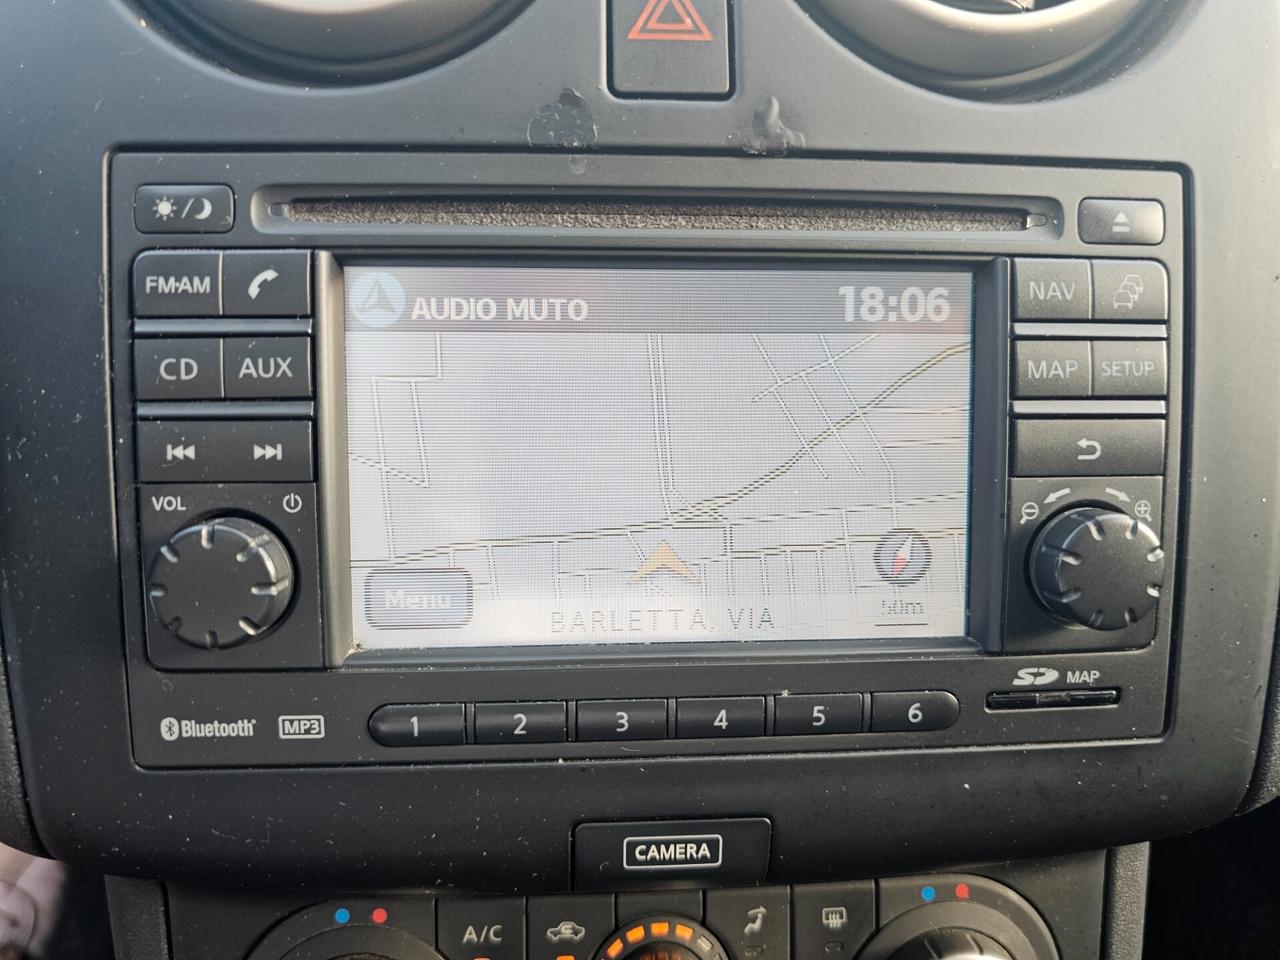 FM·AM
NAV
AUDIO MUTO
18:06
CD
AUX
MAP
SETUP
VOL
Menu
BARLETTA, VIA
SD MAP
Bluetooth
MP3
1 2 3 4 5 6
CAMERA
A/C